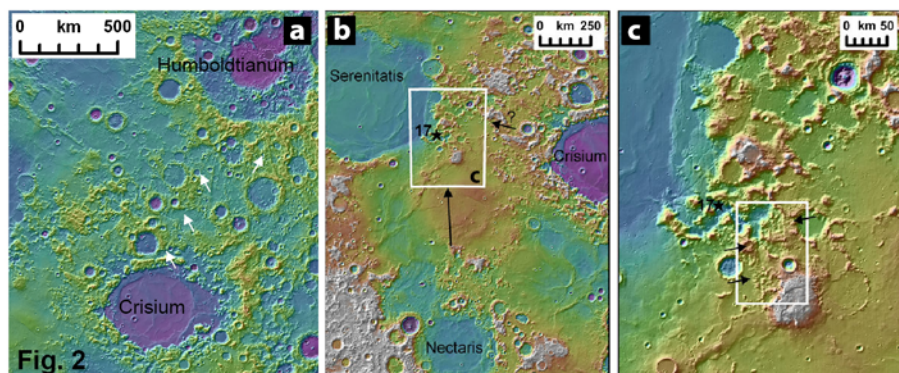 0 km 500
a
Humboldtianum
Crisium
Fig. 2
b
0 km 250
Serenitatis
?
17
Crisium
c
Nectaris
c
0 km 50
17